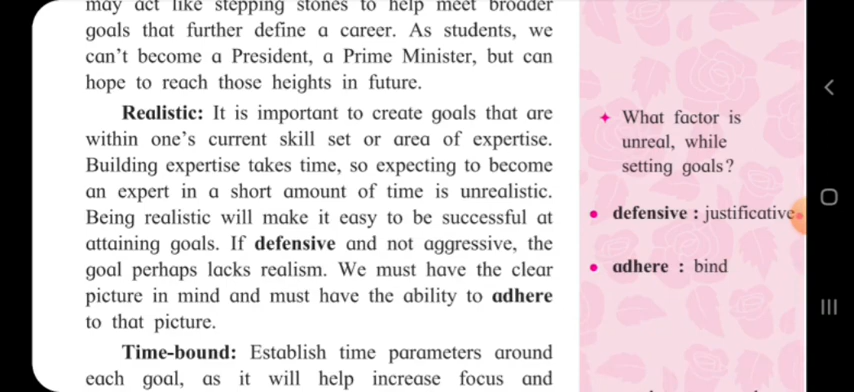 may act like stepping stones to help meet broader
goals that further define a career. As students, we
can't become a President, a Prime Minister, but can
hope to reach those heights in future.
Realistic: It is important to create goals that are
within one's current skill set or area of expertise.
Building expertise takes time, so expecting to become
an expert in a short amount of time is unrealistic.
Being realistic will make it easy to be successful at
attaining goals. If defensive and not aggressive, the
goal perhaps lacks realism. We must have the clear
picture in mind and must have the ability to adhere
to that picture.
Time-bound: Establish time parameters around
each goal, as it will help increase focus and
✦ What factor is
unreal, while
setting goals?
• defensive : justificative
• adhere : bind